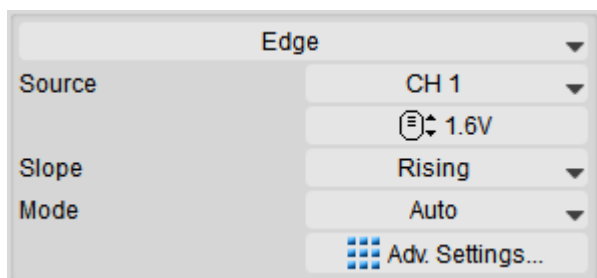 Edge
Source CH 1
1.6V
Slope Rising
Mode Auto
Adv. Settings...